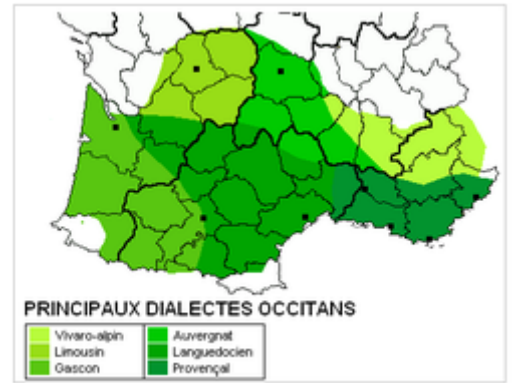 PRINCIPAUX DIALECTES OCCITANS
Vivaro-alpin
Limousin
Gascon
Auvergnat
Languedocien
Provençal